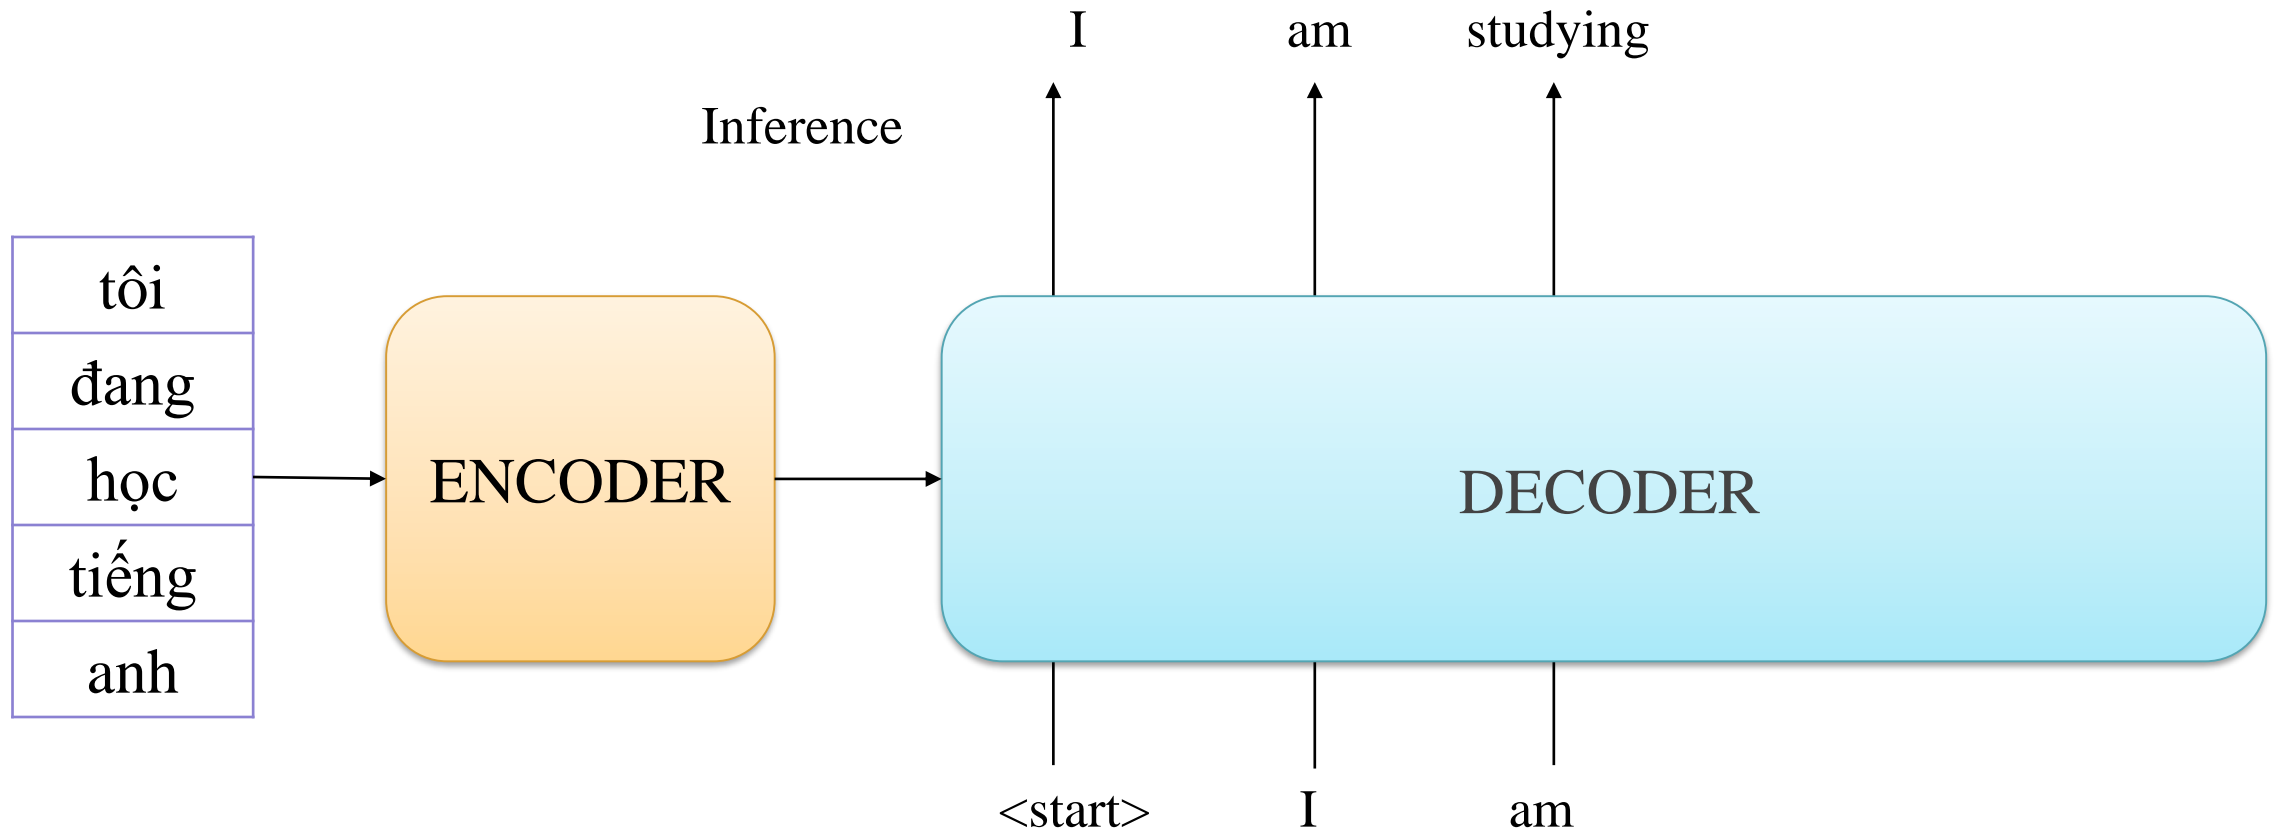 I am studying
Inference
tôi
đang
học
tiếng
anh
ENCODER
DECODER
<start> I am